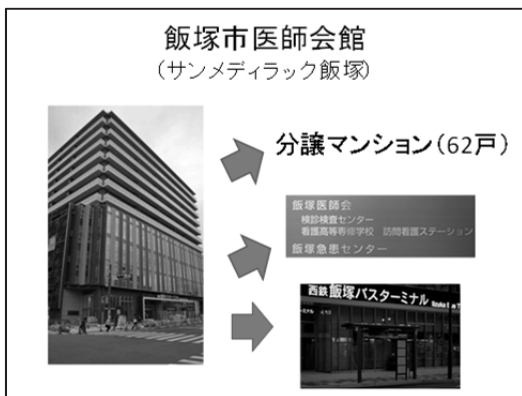 飯塚市医師会館
（サンメディラック飯塚）
分譲マンション（62戸）
飯塚医師会
検診検査センター
看護高等専修学校　訪問看護ステーション
飯塚急患センター
西鉄飯塚バスターミナル